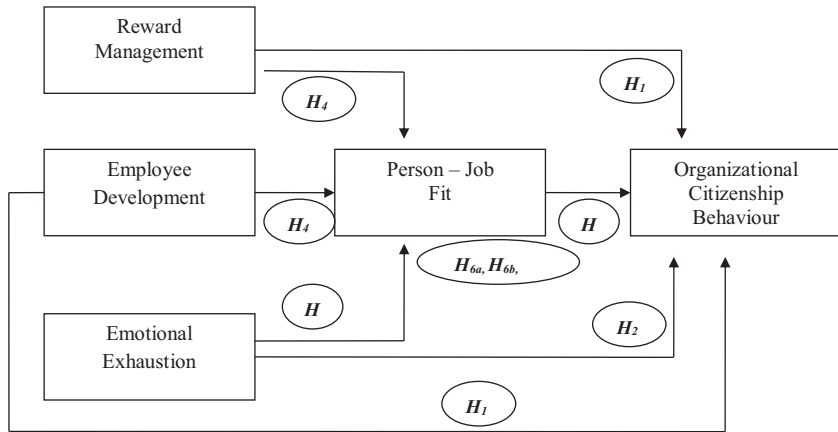 Reward
Management
H₁
H₄
Employee
Development
Person – Job
Fit
Organizational
Citizenship
Behaviour
H₄
H
H₆ₐ, H₆b,
H
Emotional
Exhaustion
H₂
H₁